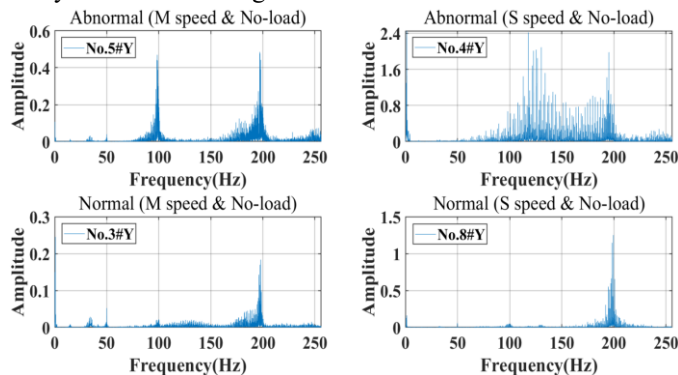 Abnormal (M speed & No-load)
0.6
0.4
0.2
0
No.5#Y
Amplitude
0 50 100 150 200 250
Frequency(Hz)
Abnormal (S speed & No-load)
2.4
1.6
0.8
0
No.4#Y
Amplitude
0 50 100 150 200 250
Frequency(Hz)
Normal (M speed & No-load)
0.3
0.2
0.1
0
No.3#Y
Amplitude
0 50 100 150 200 250
Frequency(Hz)
Normal (S speed & No-load)
1.5
1
0.5
0
No.8#Y
Amplitude
0 50 100 150 200 250
Frequency(Hz)